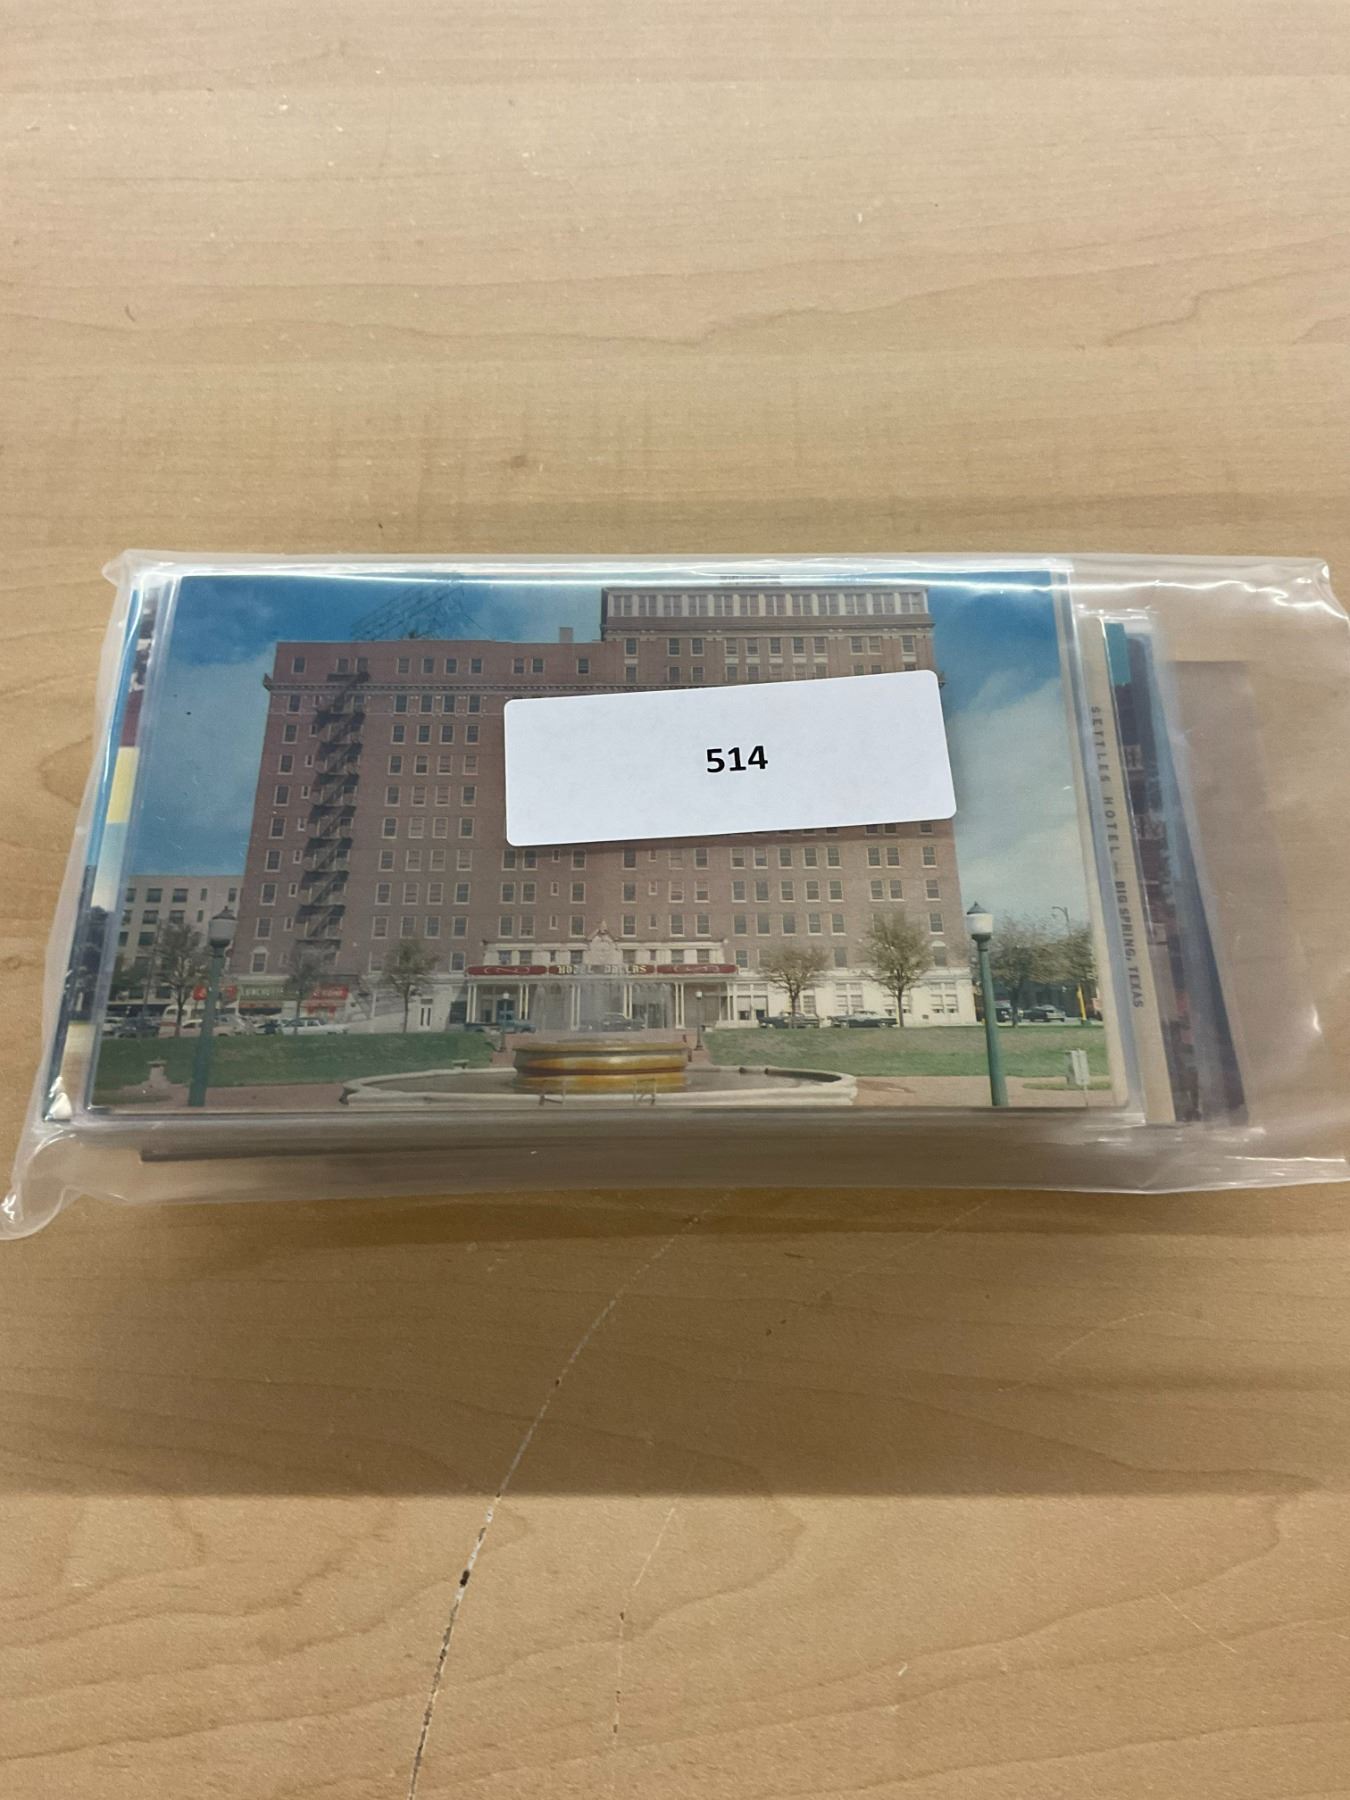 514
HOTEL DALLAS
SETTLES HOTEL — BIG SPRING, TEXAS